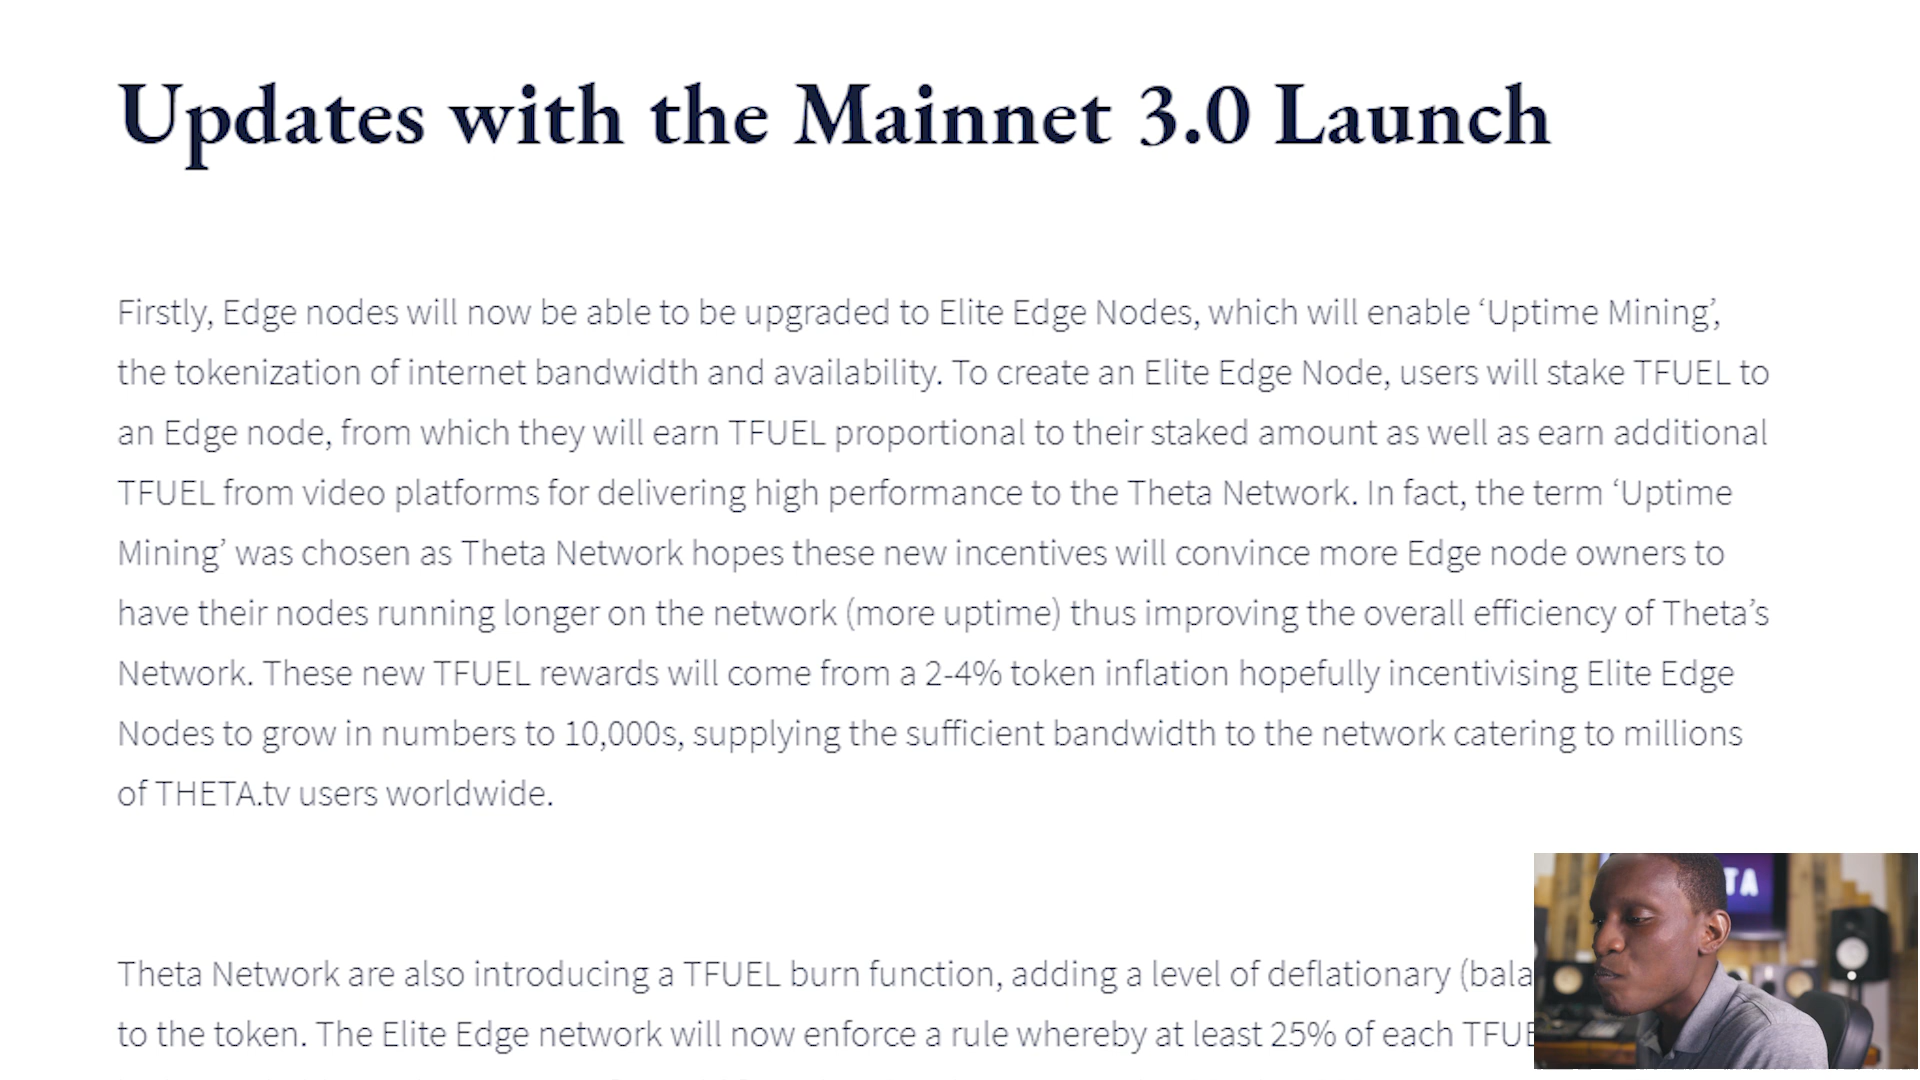 Updates with the Mainnet 3.0 Launch
Firstly, Edge nodes will now be able to be upgraded to Elite Edge Nodes, which will enable ‘Uptime Mining’,
the tokenization of internet bandwidth and availability. To create an Elite Edge Node, users will stake TFUEL to
an Edge node, from which they will earn TFUEL proportional to their staked amount as well as earn additional
TFUEL from video platforms for delivering high performance to the Theta Network. In fact, the term ‘Uptime
Mining’ was chosen as Theta Network hopes these new incentives will convince more Edge node owners to
have their nodes running longer on the network (more uptime) thus improving the overall efficiency of Theta’s
Network. These new TFUEL rewards will come from a 2-4% token inflation hopefully incentivising Elite Edge
Nodes to grow in numbers to 10,000s, supplying the sufficient bandwidth to the network catering to millions
of THETA.tv users worldwide.
Theta Network are also introducing a TFUEL burn function, adding a level of deflationary
to the token. The Elite Edge network will now enforce a rule whereby at least 25% of each
TA